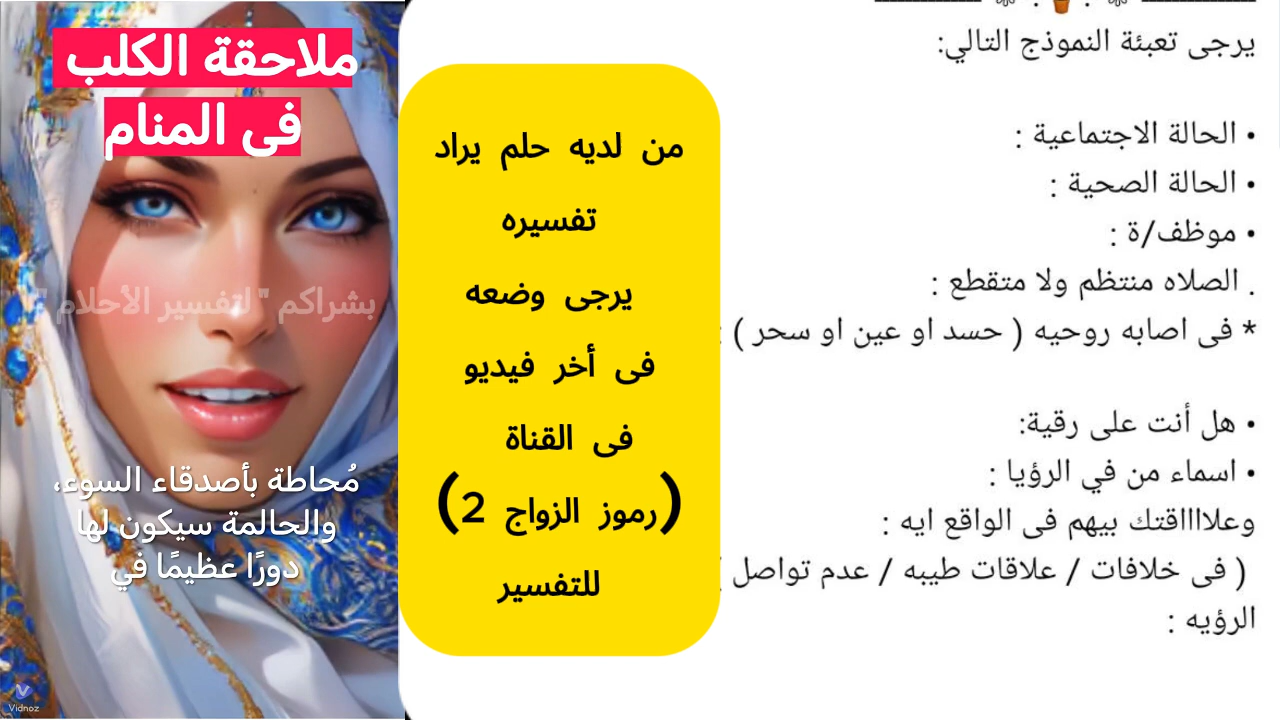 ملاحقة الكلب
فى المنام
بشراكم " لتفسير الأحلام "
مُحاطة بأصدقاء السوء،
والحالمة سيكون لها
دورًا عظيمًا في
Vidnoz
من لديه حلم يراد
تفسيره
يرجى وضعه
فى أخر فيديو
فى القناة
(رموز الزواج 2)
للتفسير
يرجى تعبئة النموذج التالي:
• الحالة الاجتماعية :
• الحالة الصحية :
• موظف/ة :
. الصلاه منتظم ولا متقطع :
* فى اصابه روحيه ( حسد او عين او سحر ) :
• هل أنت على رقية:
• اسماء من في الرؤيا :
وعلااااقتك بيهم فى الواقع ايه :
( فى خلافات / علاقات طيبه / عدم تواصل )
الرؤيه :